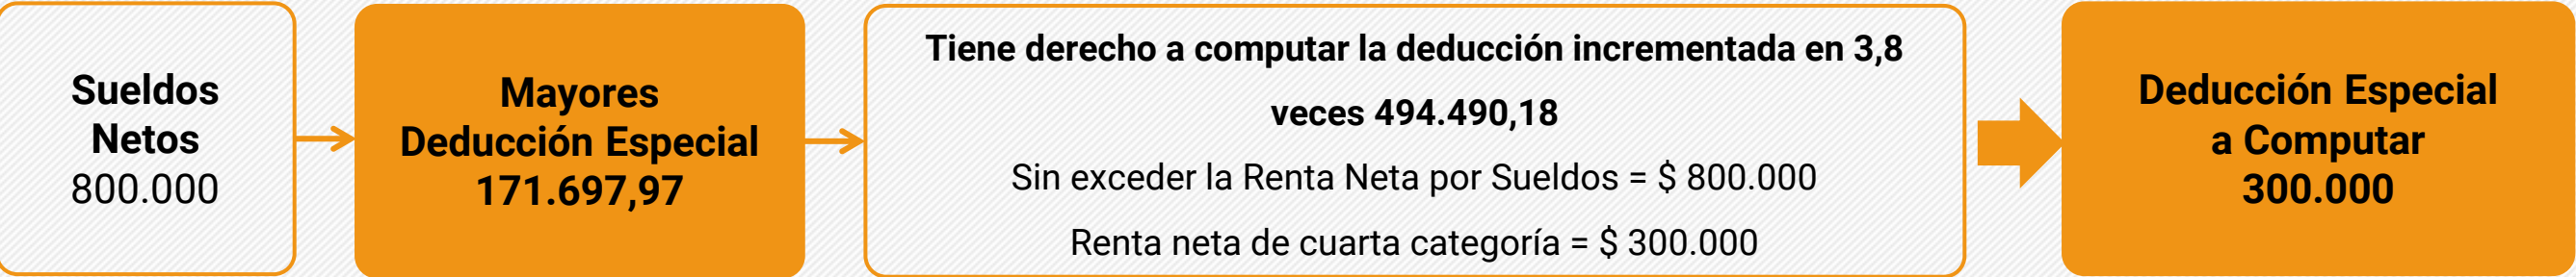 Sueldos
Netos
800.000
Mayores
Deducción Especial
171.697,97
Tiene derecho a computar la deducción incrementada en 3,8
veces 494.490,18
Sin exceder la Renta Neta por Sueldos = $ 800.000
Renta neta de cuarta categoría = $ 300.000
Deducción Especial
a Computar
300.000